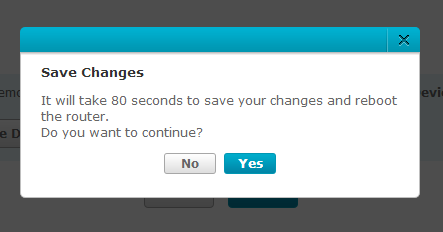 Save Changes
It will take 80 seconds to save your changes and reboot
the router.
Do you want to continue?
No
Yes